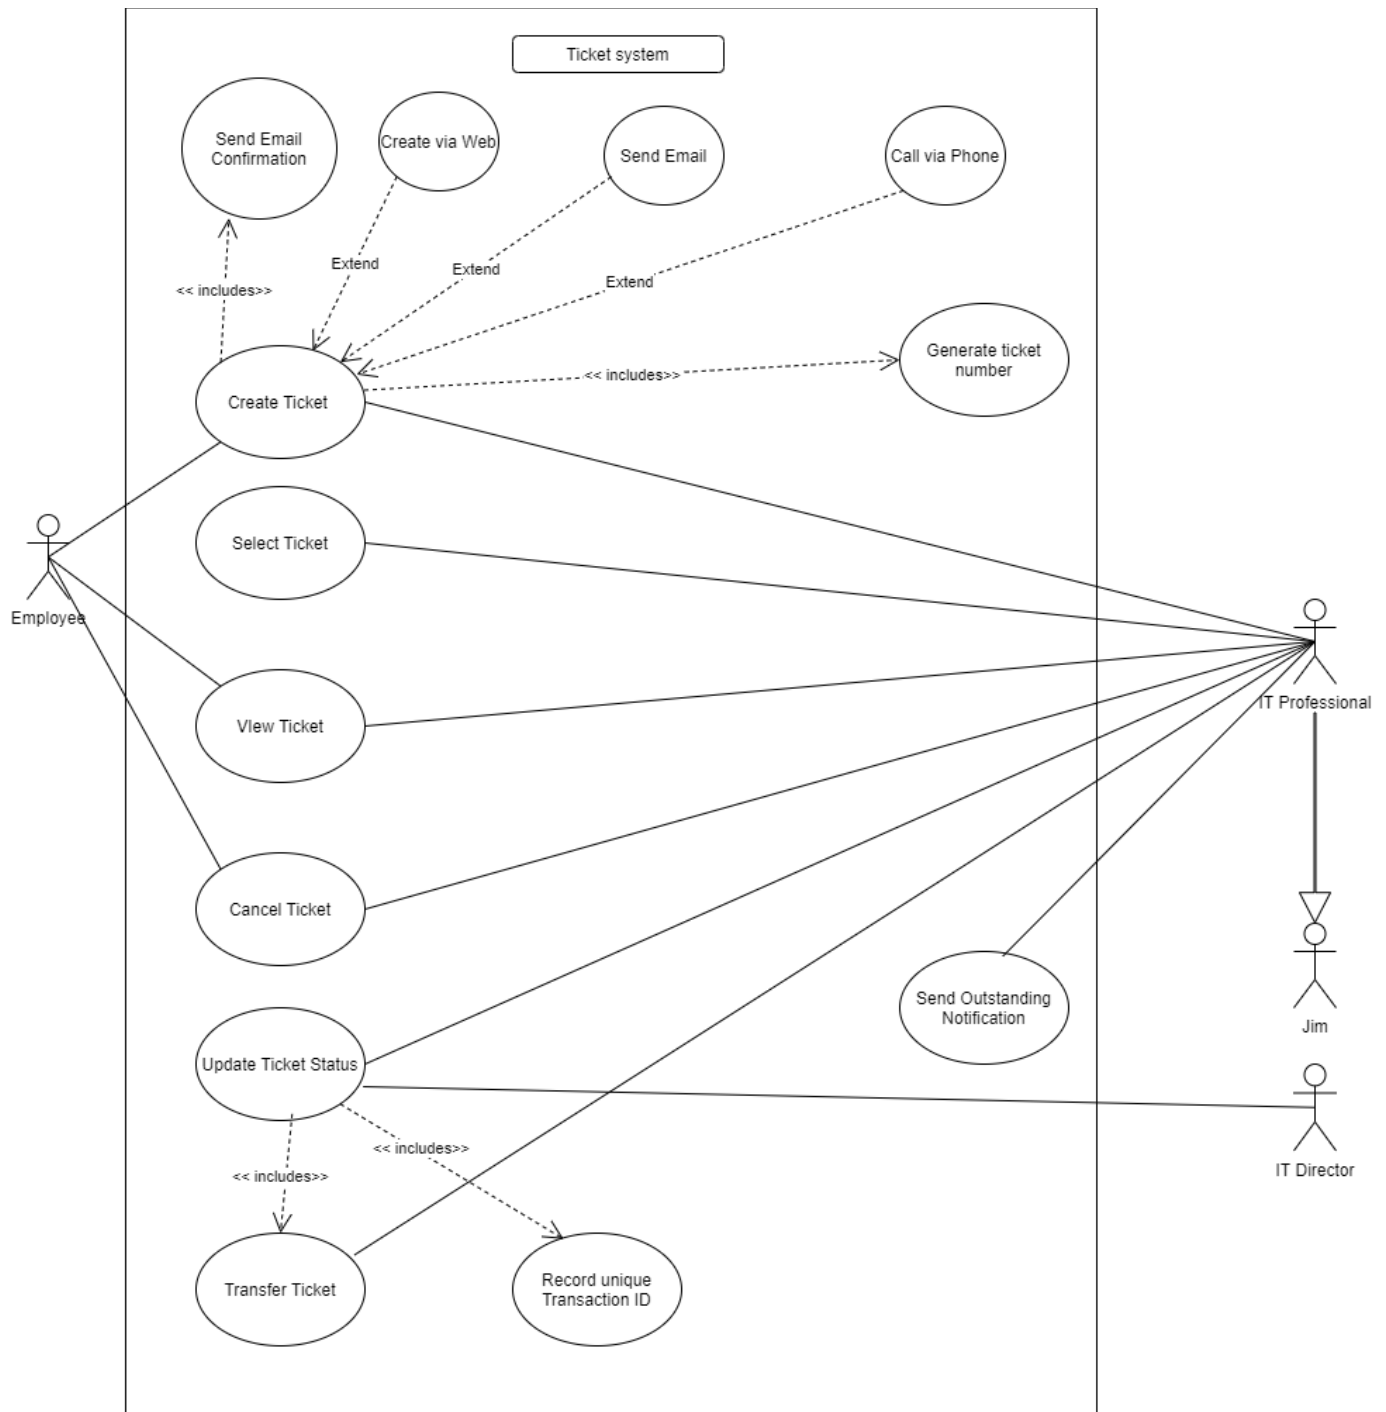 Ticket system
Send Email
Confirmation
Create via Web
Send Email
Call via Phone
Extend
Extend
Extend
<< includes>>
Generate ticket
number
<< includes>>
Create Ticket
Select Ticket
Employee
IT Professional
VIew Ticket
Cancel Ticket
Send Outstanding
Notification
Jim
Update Ticket Status
<< includes>>
<< includes>>
IT Director
Transfer Ticket
Record unique
Transaction ID